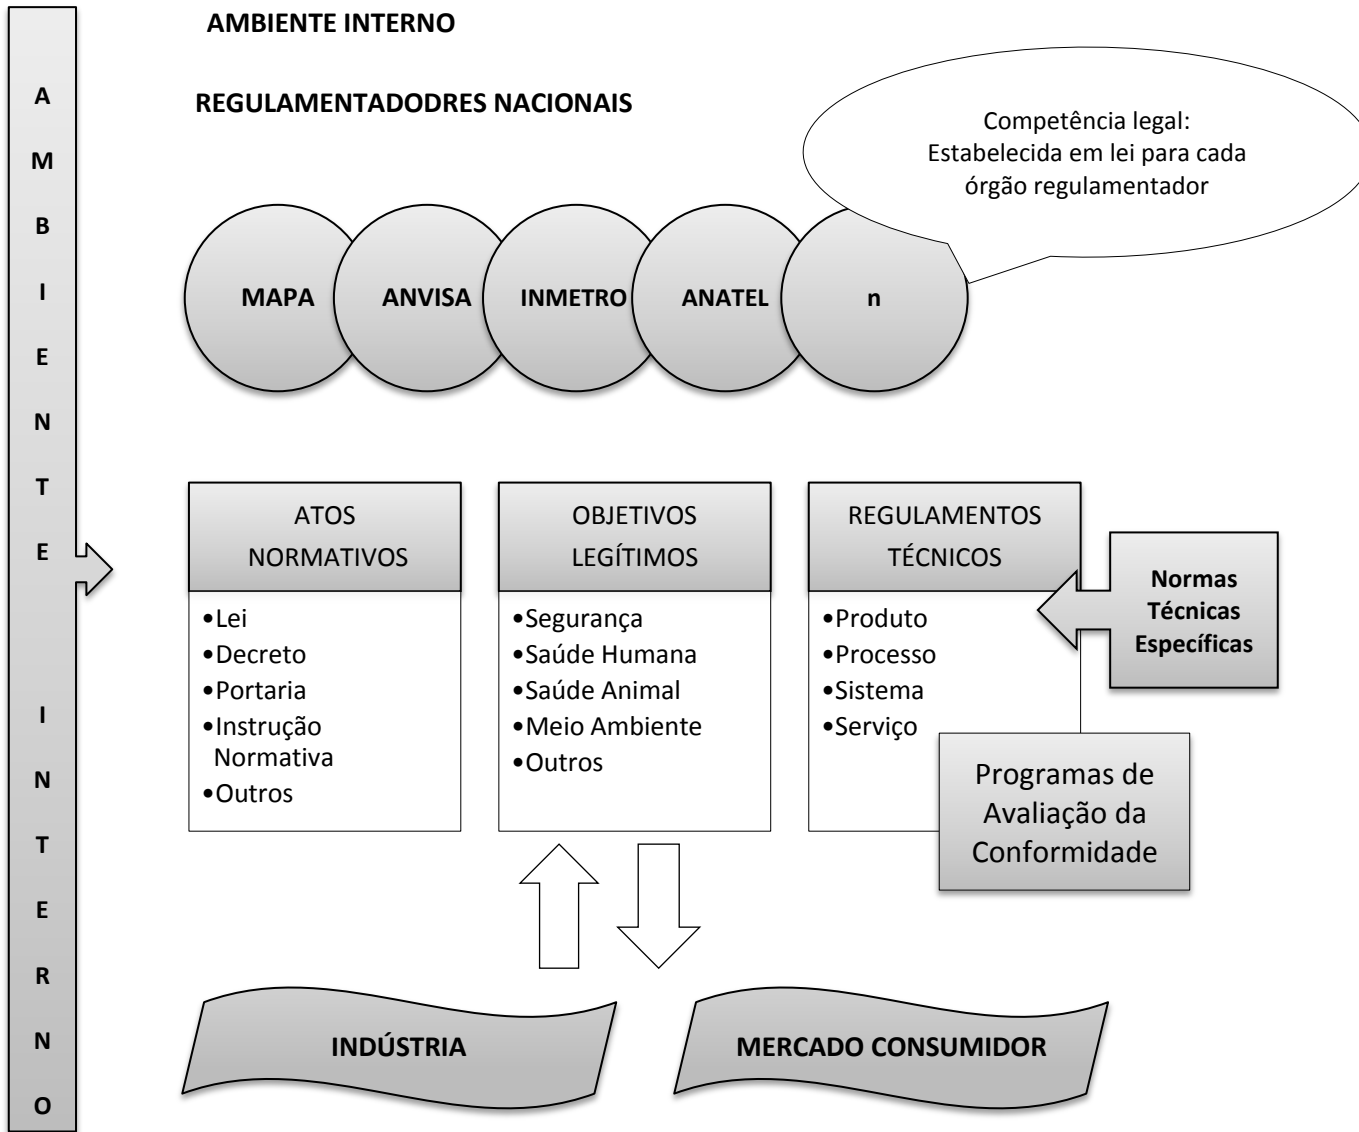 AMBIENTE INTERNO
AMBIENTE INTERNO
REGULAMENTADODRES NACIONAIS
Competência legal:
Estabelecida em lei para cada
órgão regulamentador
MAPA
ANVISA
INMETRO
ANATEL
n
ATOS
NORMATIVOS
•Lei
•Decreto
•Portaria
•Instrução
Normativa
•Outros
OBJETIVOS
LEGÍTIMOS
•Segurança
•Saúde Humana
•Saúde Animal
•Meio Ambiente
•Outros
REGULAMENTOS
TÉCNICOS
•Produto
•Processo
•Sistema
•Serviço
Normas
Técnicas
Específicas
Programas de
Avaliação da
Conformidade
INDÚSTRIA
MERCADO CONSUMIDOR